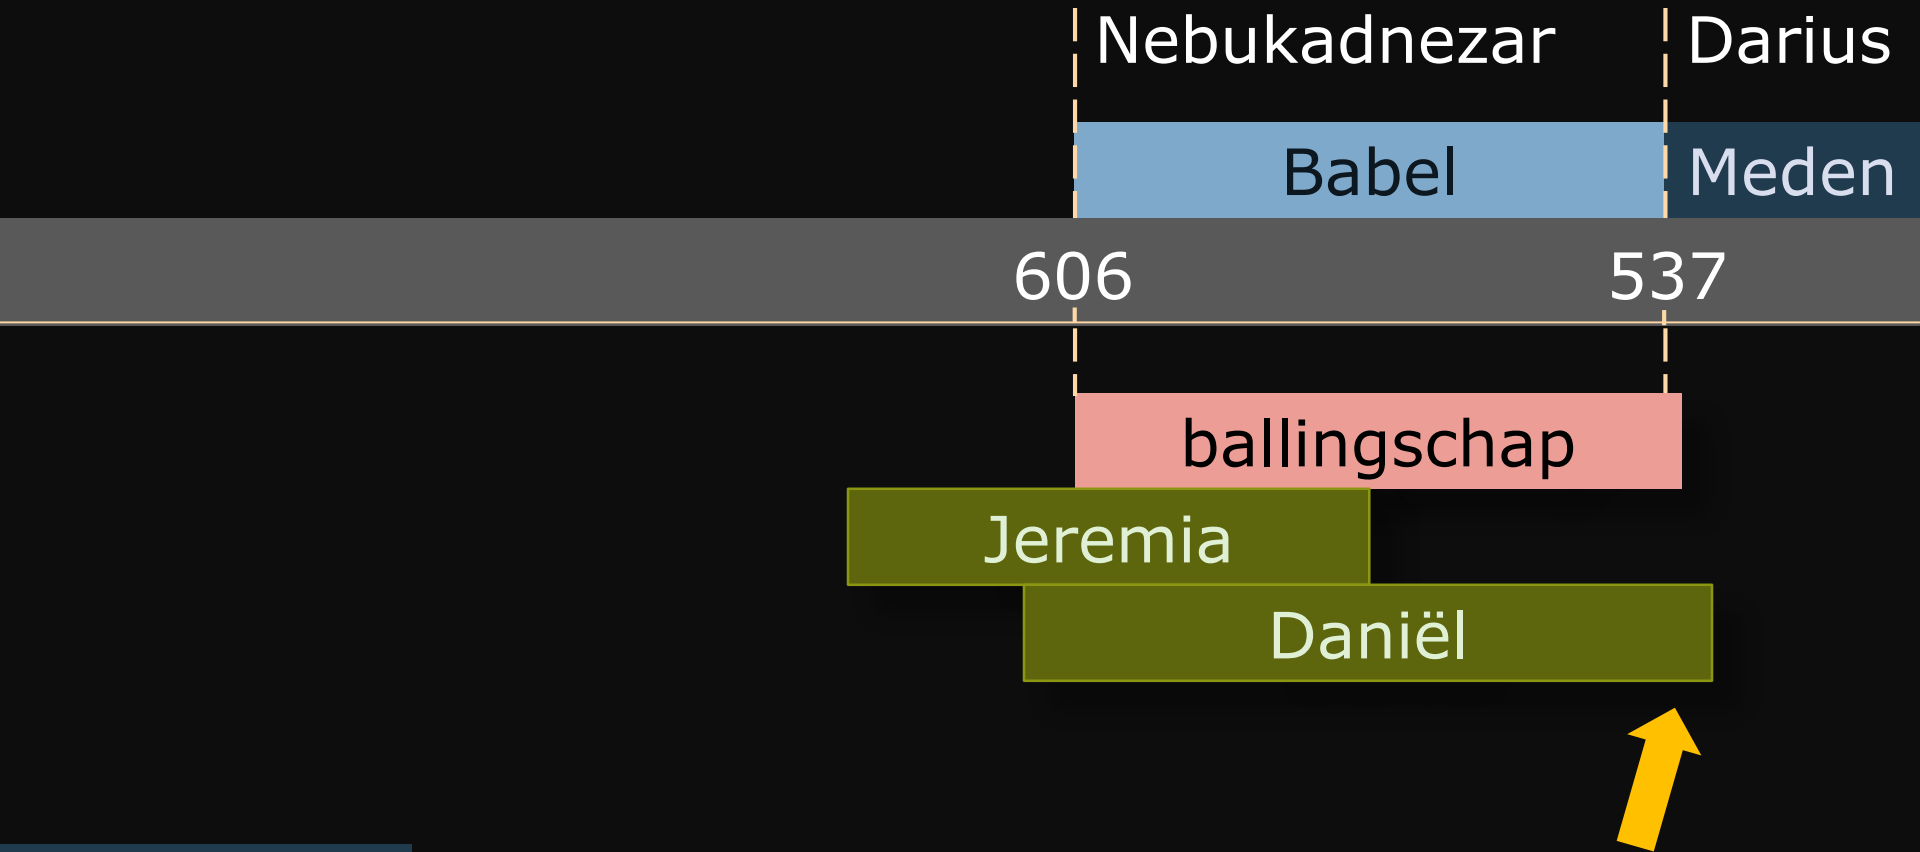 Nebukadnezar
Darius
Babel
Meden
606
537
ballingschap
Jeremia
Daniël